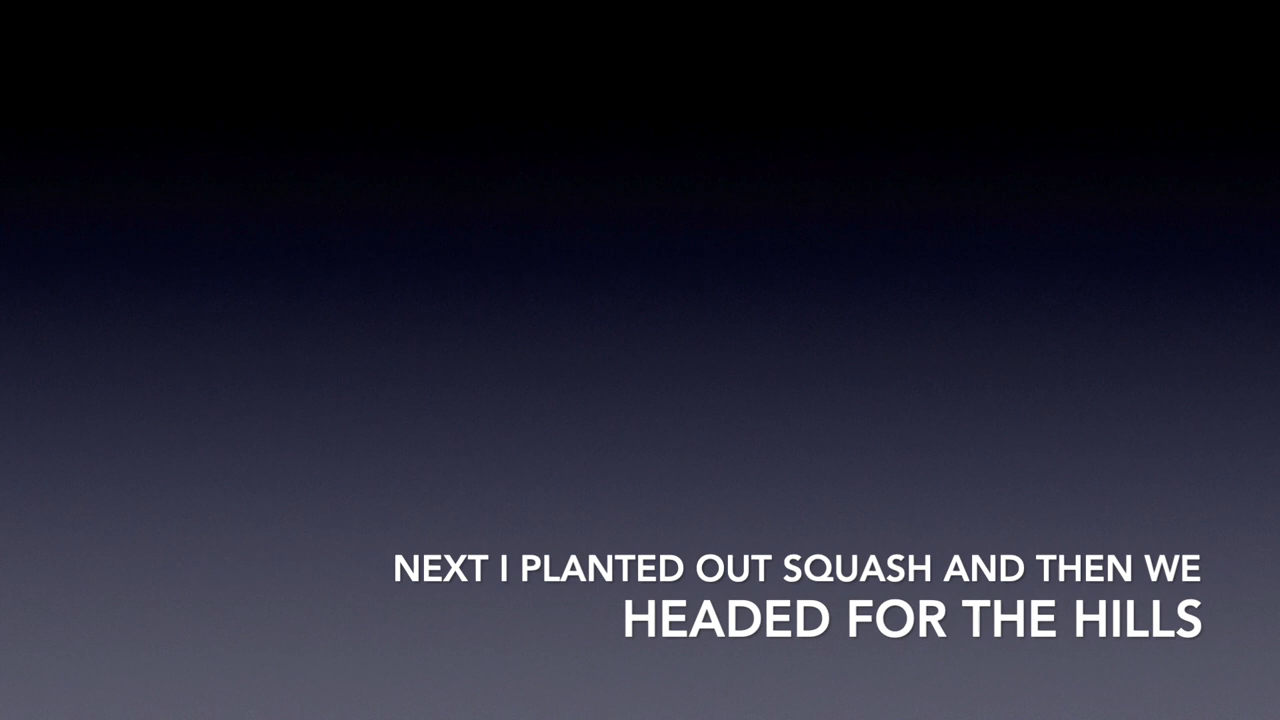 NEXT I PLANTED OUT SQUASH AND THEN WE
HEADED FOR THE HILLS